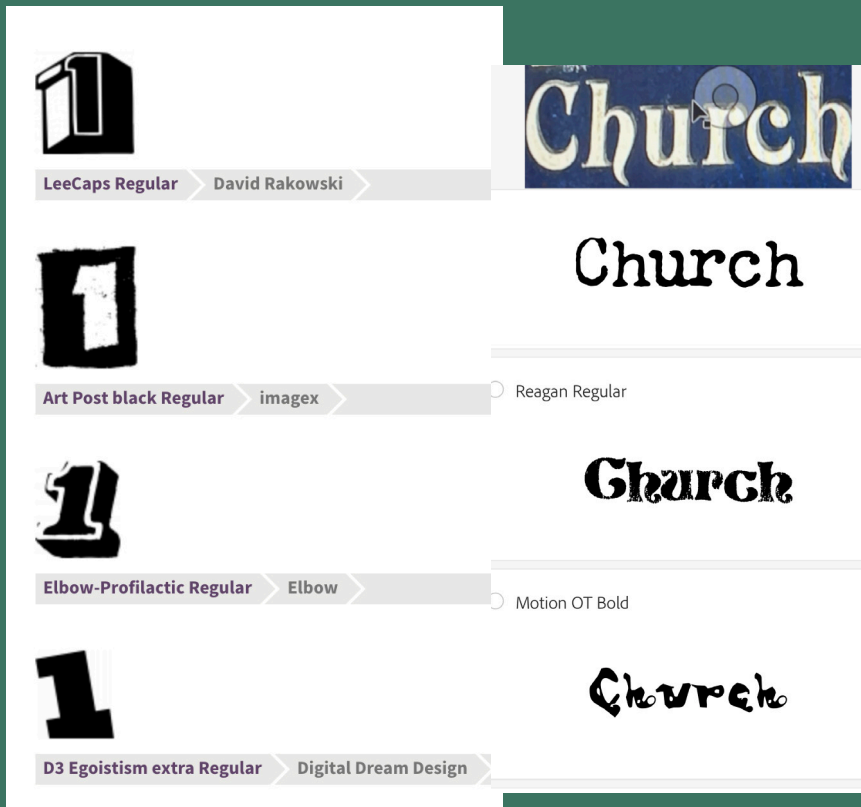 1
LeeCaps Regular David Rakowski
1
Art Post black Regular imagex
1
Elbow-Profilactic Regular Elbow
1
D3 Egoistism extra Regular Digital Dream Design
Church
Church
Reagan Regular
Church
Motion OT Bold
Church